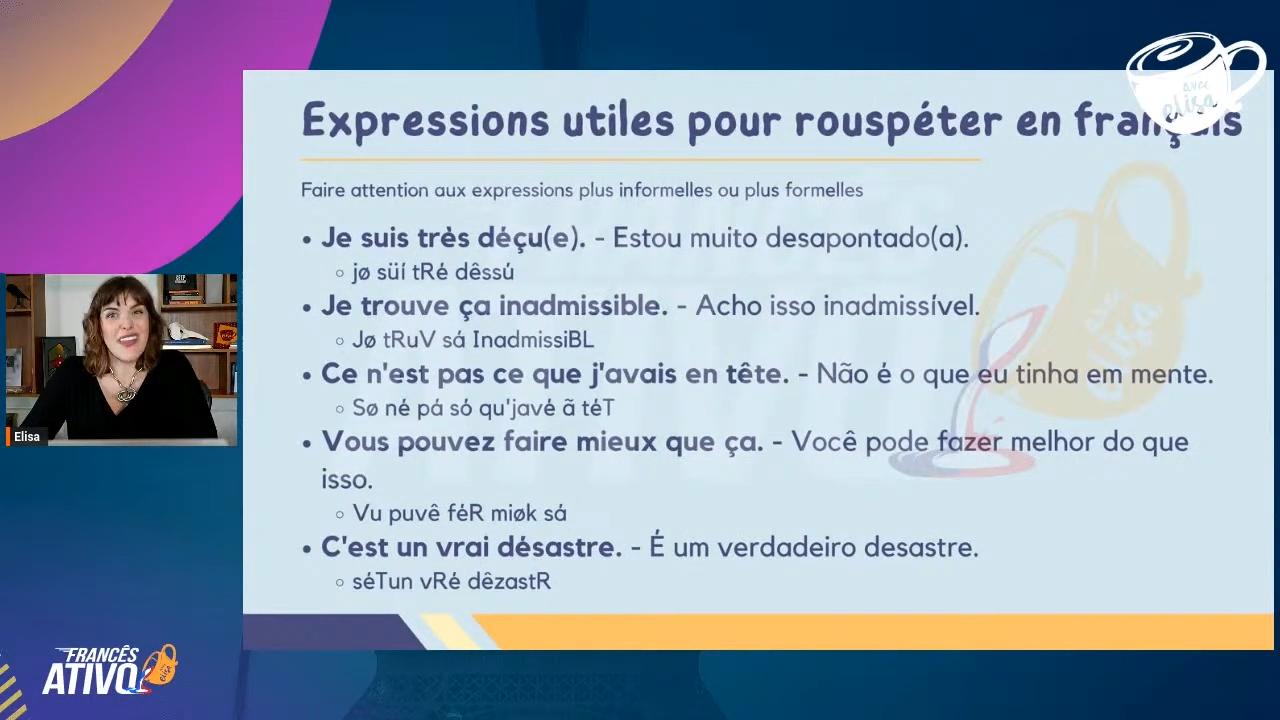 Expressions utiles pour rouspéter en français
avec
elisa
Faire attention aux expressions plus informelles ou plus formelles
• Je suis très déçu(e). - Estou muito desapontado(a).
◦ jø süí tRé dêssú
• Je trouve ça inadmissible. - Acho isso inadmissível.
◦ Jø tRuV sá InadmissiBL
• Ce n'est pas ce que j'avais en tête. - Não é o que eu tinha em mente.
◦ Sø né pá só qu'javé ã téT
• Vous pouvez faire mieux que ça. - Você pode fazer melhor do que
isso.
◦ Vu puvê féR miøk sá
• C'est un vrai désastre. - É um verdadeiro desastre.
◦ séTun vRé dêzastR
Elisa
FRANCÊS
ATIVO
elisa